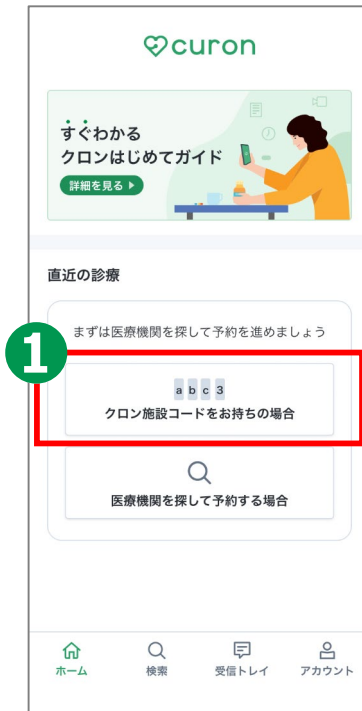 curon
すぐわかる
クロンはじめてガイド
詳細を見る
直近の診療
まずは医療機関を探して予約を進めましょう
1
a b c 3
クロン施設コードをお持ちの場合
医療機関を探して予約する場合
ホーム 検索 受信トレイ アカウント